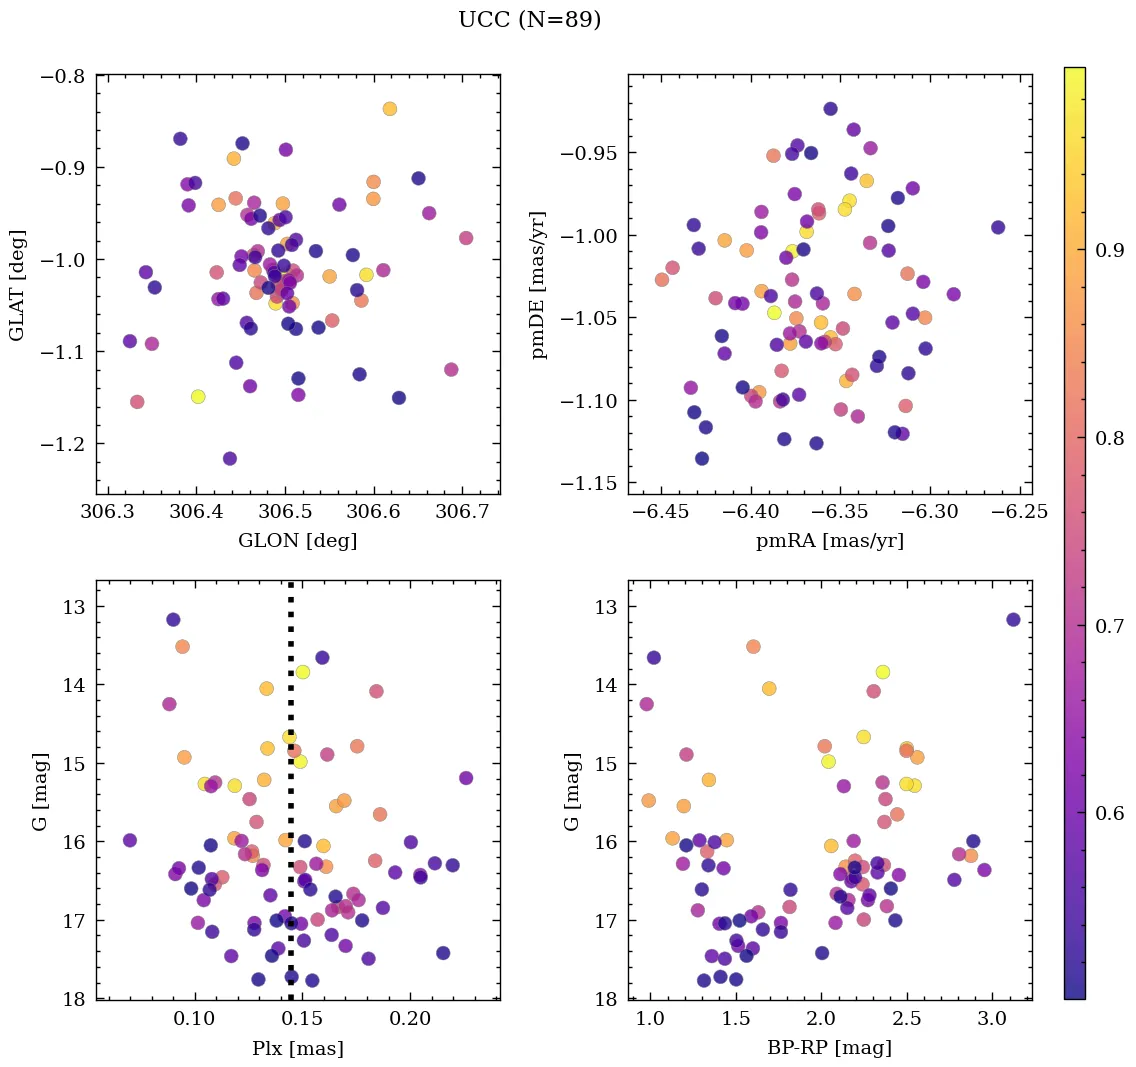 UCC (N=89)
−0.8
−0.9
−1.0
−1.1
−1.2
GLAT [deg]
306.3 306.4 306.5 306.6 306.7
GLON [deg]
−0.95
−1.00
−1.05
−1.10
−1.15
pmDE [mas/yr]
−6.45 −6.40 −6.35 −6.30 −6.25
pmRA [mas/yr]
0.9
0.8
0.7
0.6
13
14
15
16
17
18
G [mag]
0.10 0.15 0.20
Plx [mas]
13
14
15
16
17
18
G [mag]
1.0 1.5 2.0 2.5 3.0
BP-RP [mag]